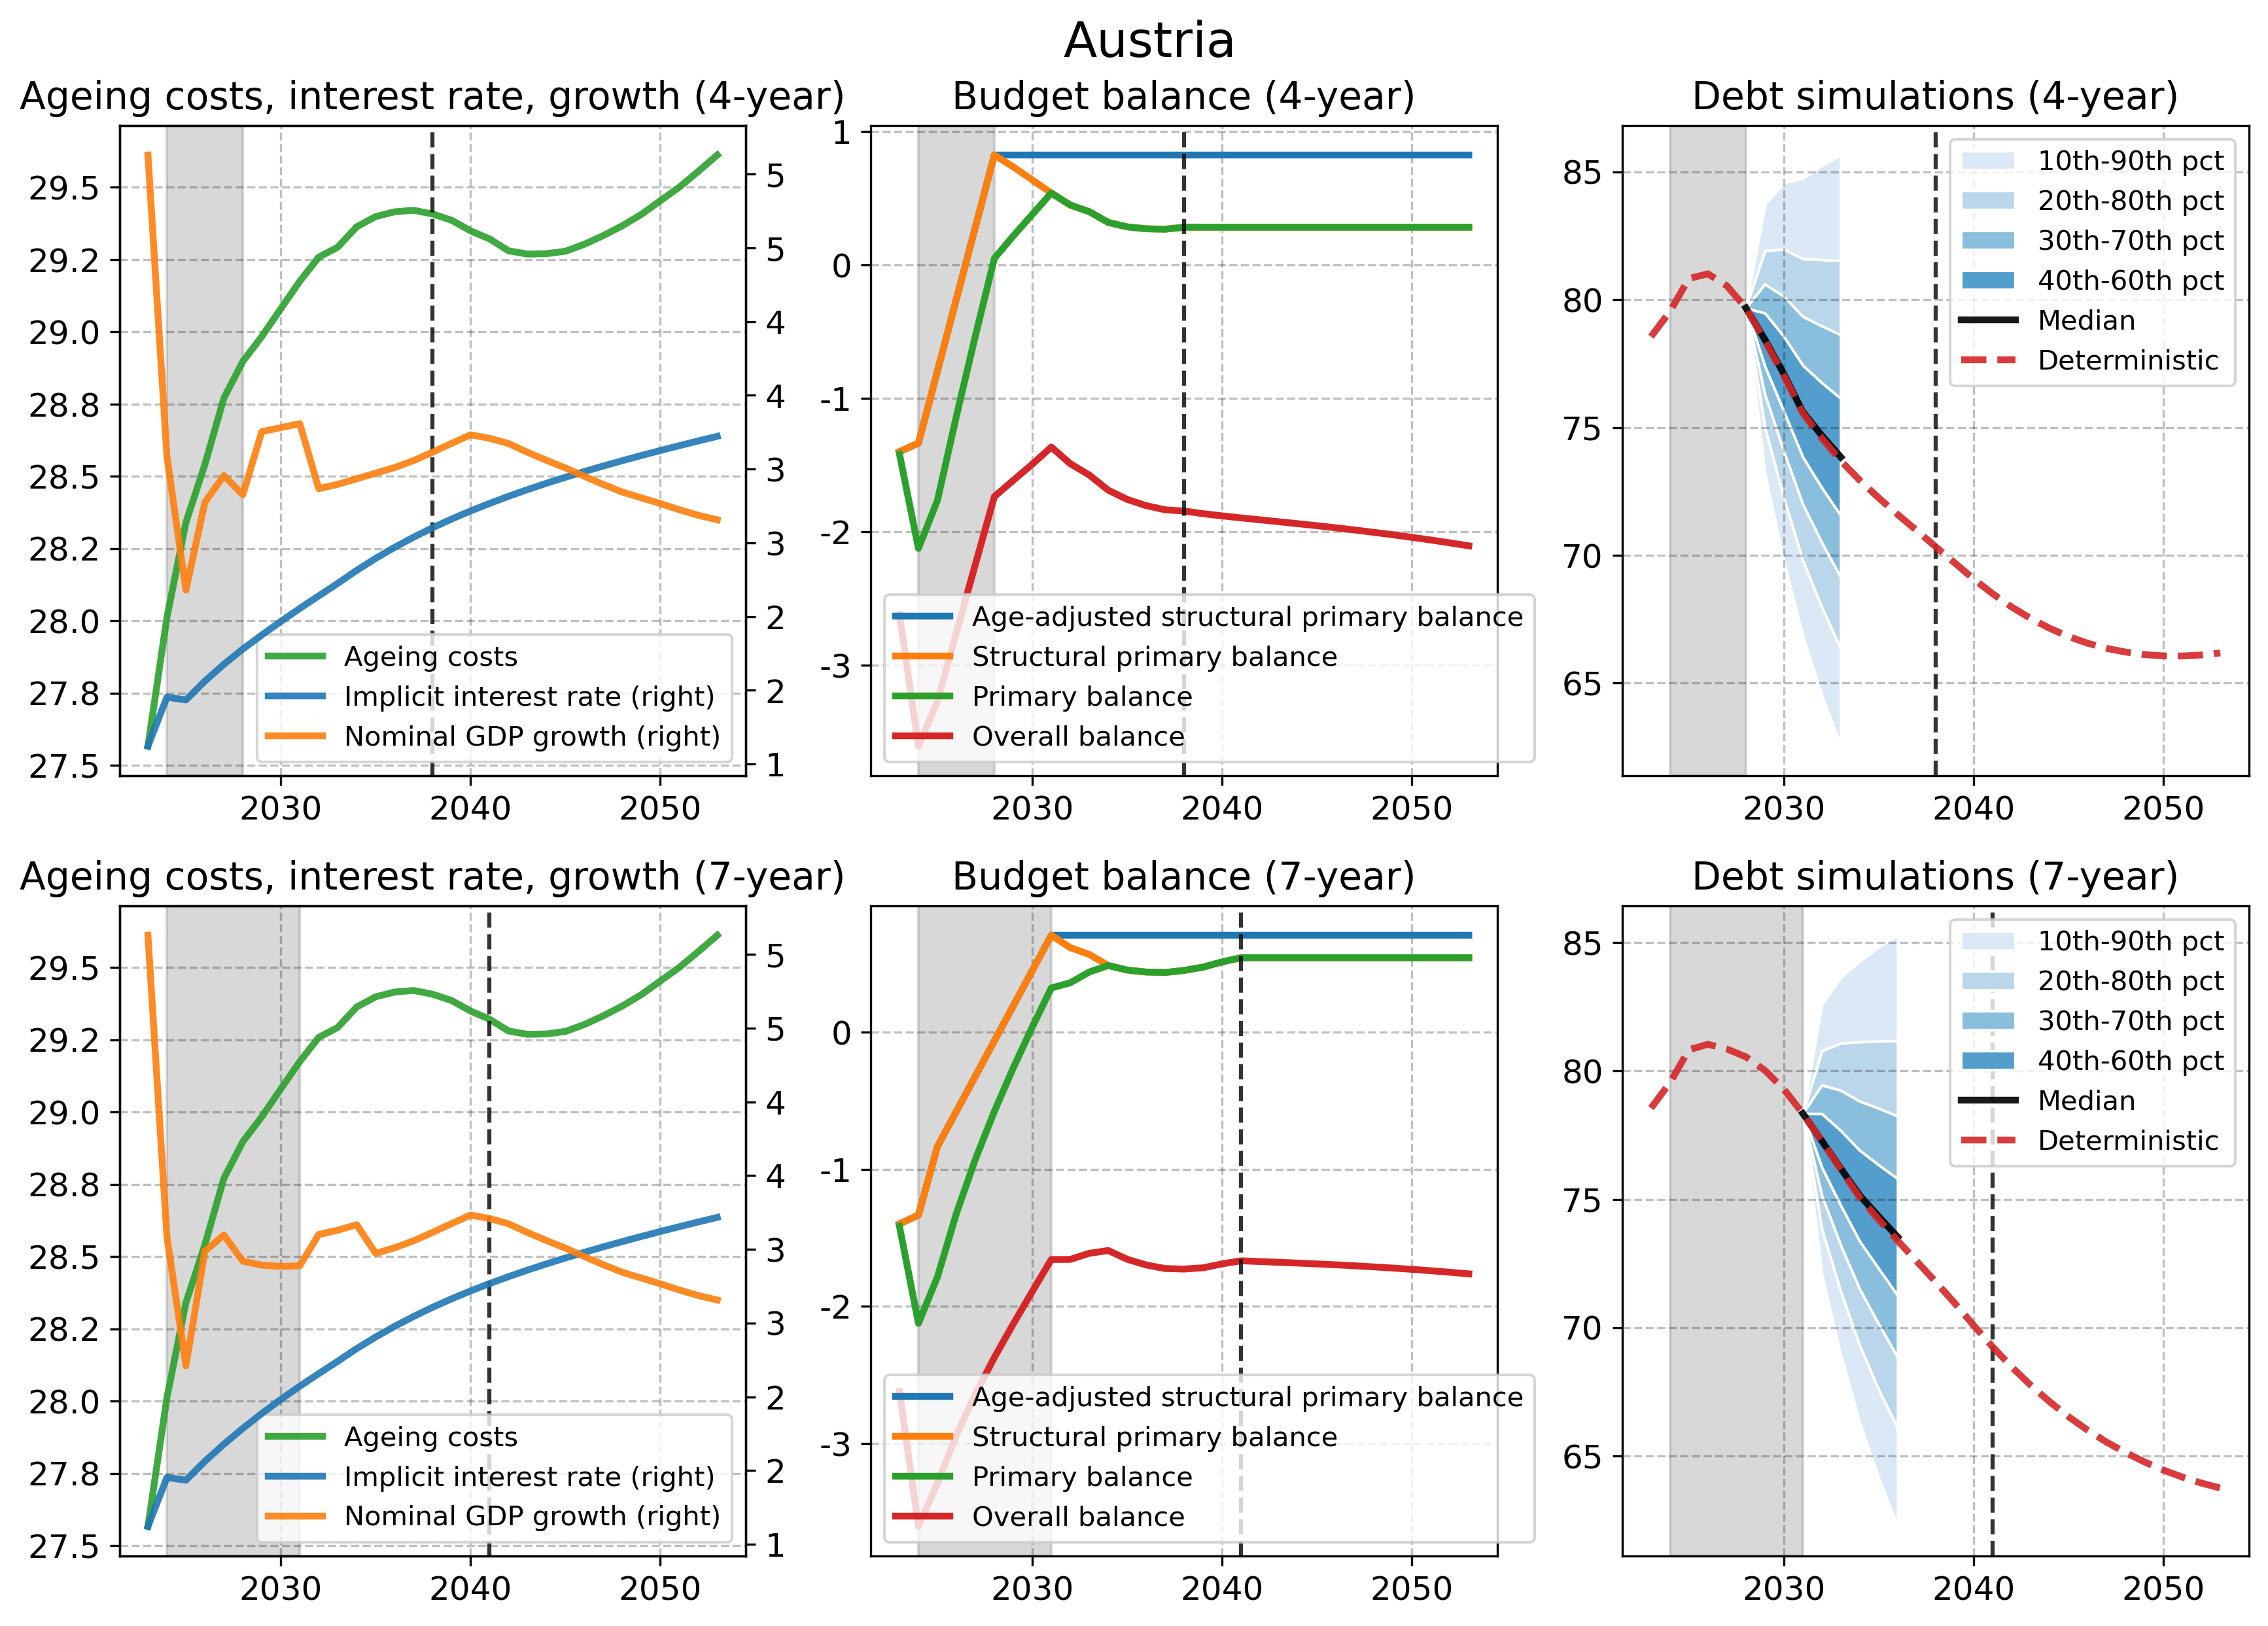 Austria
Ageing costs, interest rate, growth (4-year)
29.5
29.2
29.0
28.8
28.5
28.2
28.0
27.8
27.5
5
5
4
4
3
3
2
2
1
2030
2040
2050
Ageing costs
Implicit interest rate (right)
Nominal GDP growth (right)
Budget balance (4-year)
1
0
-1
-2
-3
2030
2040
2050
Age-adjusted structural primary balance
Structural primary balance
Primary balance
Overall balance
Debt simulations (4-year)
85
80
75
70
65
2030
2040
2050
10th-90th pct
20th-80th pct
30th-70th pct
40th-60th pct
Median
Deterministic
Ageing costs, interest rate, growth (7-year)
29.5
29.2
29.0
28.8
28.5
28.2
28.0
27.8
27.5
5
5
4
4
3
3
2
2
1
2030
2040
2050
Ageing costs
Implicit interest rate (right)
Nominal GDP growth (right)
Budget balance (7-year)
0
-1
-2
-3
2030
2040
2050
Age-adjusted structural primary balance
Structural primary balance
Primary balance
Overall balance
Debt simulations (7-year)
85
80
75
70
65
2030
2040
2050
10th-90th pct
20th-80th pct
30th-70th pct
40th-60th pct
Median
Deterministic